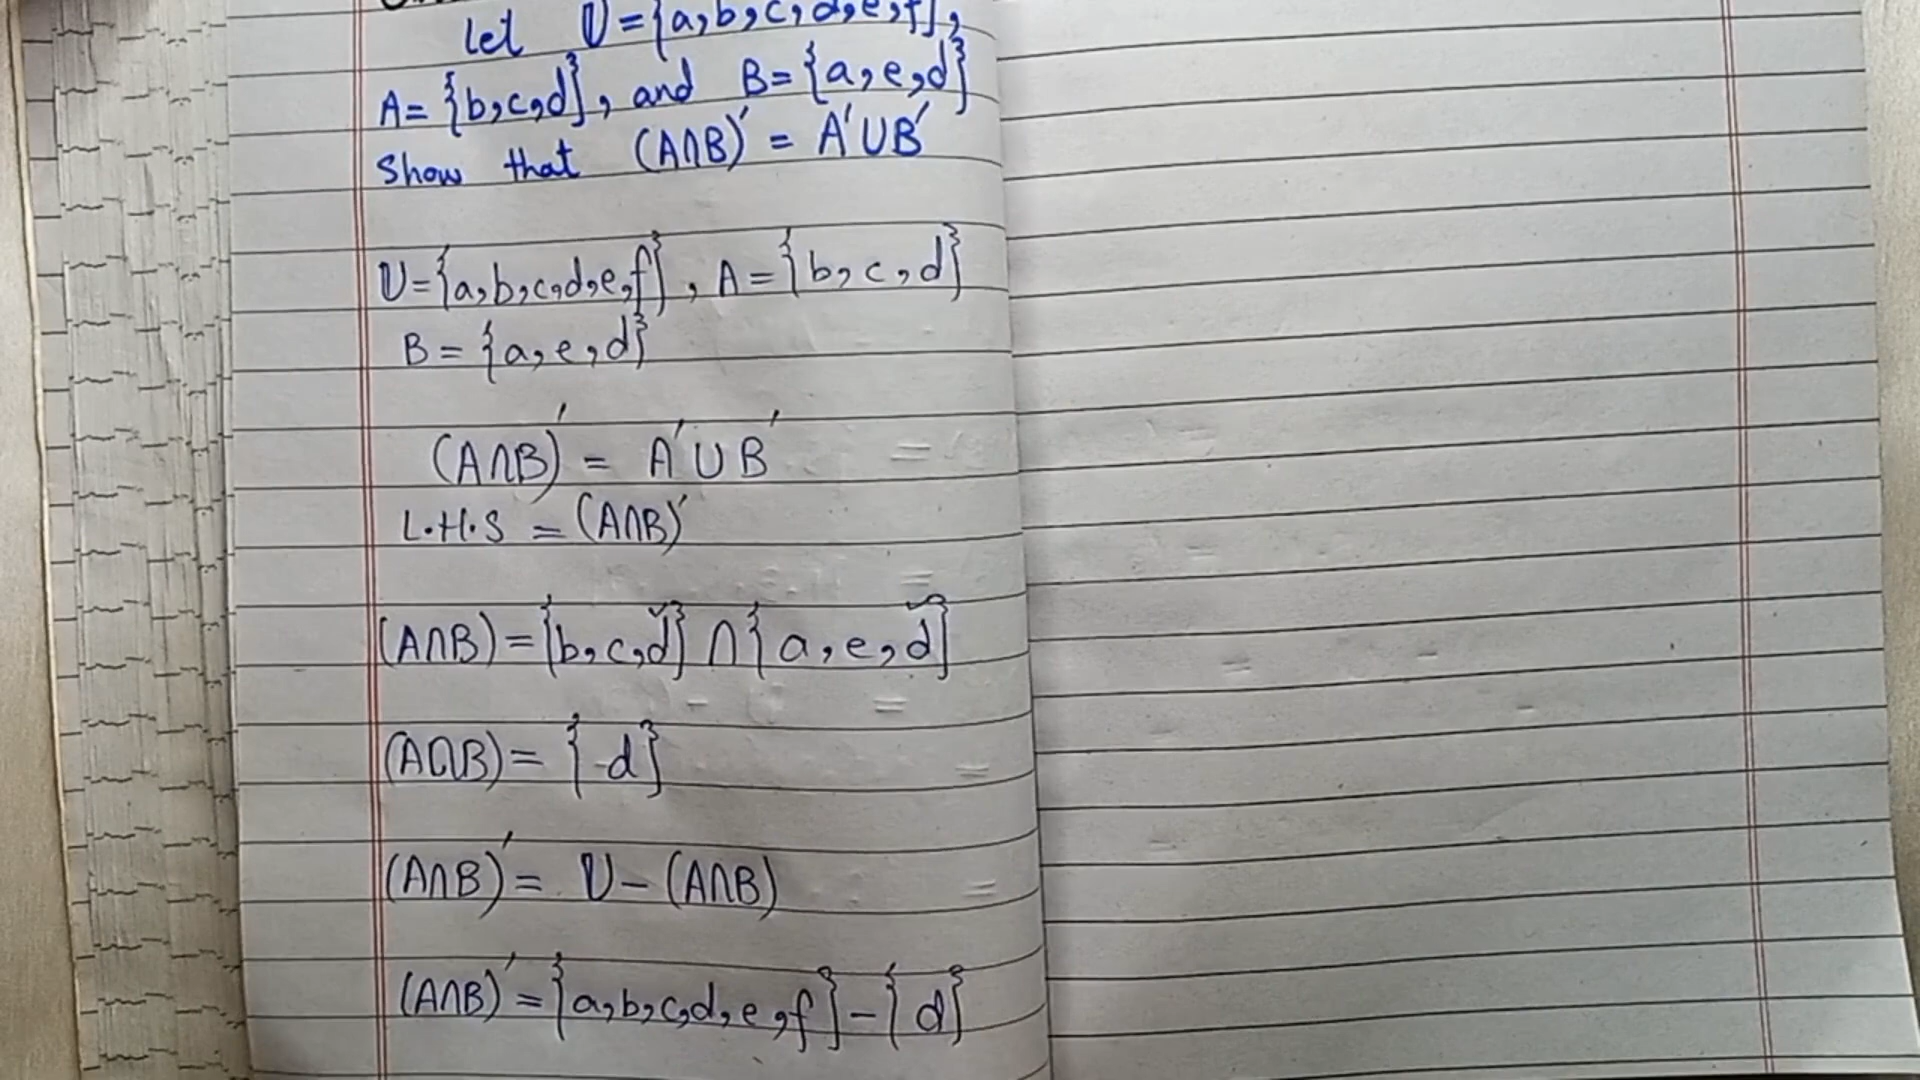 Let U={a,b,c,d,e,f},
A={b,c,d}, and B={a,e,d}
Show that (A∩B)′ = A′∪B′
U={a,b,c,d,e,f}, A={b,c,d}
B={a,e,d}
(A∩B)′ = A′∪B′
L.H.S = (A∩B)′
(A∩B)={b,c,d}∩{a,e,d}
(A∩B)={d}
(A∩B)′= U-(A∩B)
(A∩B)′={a,b,c,d,e,f}-{d}